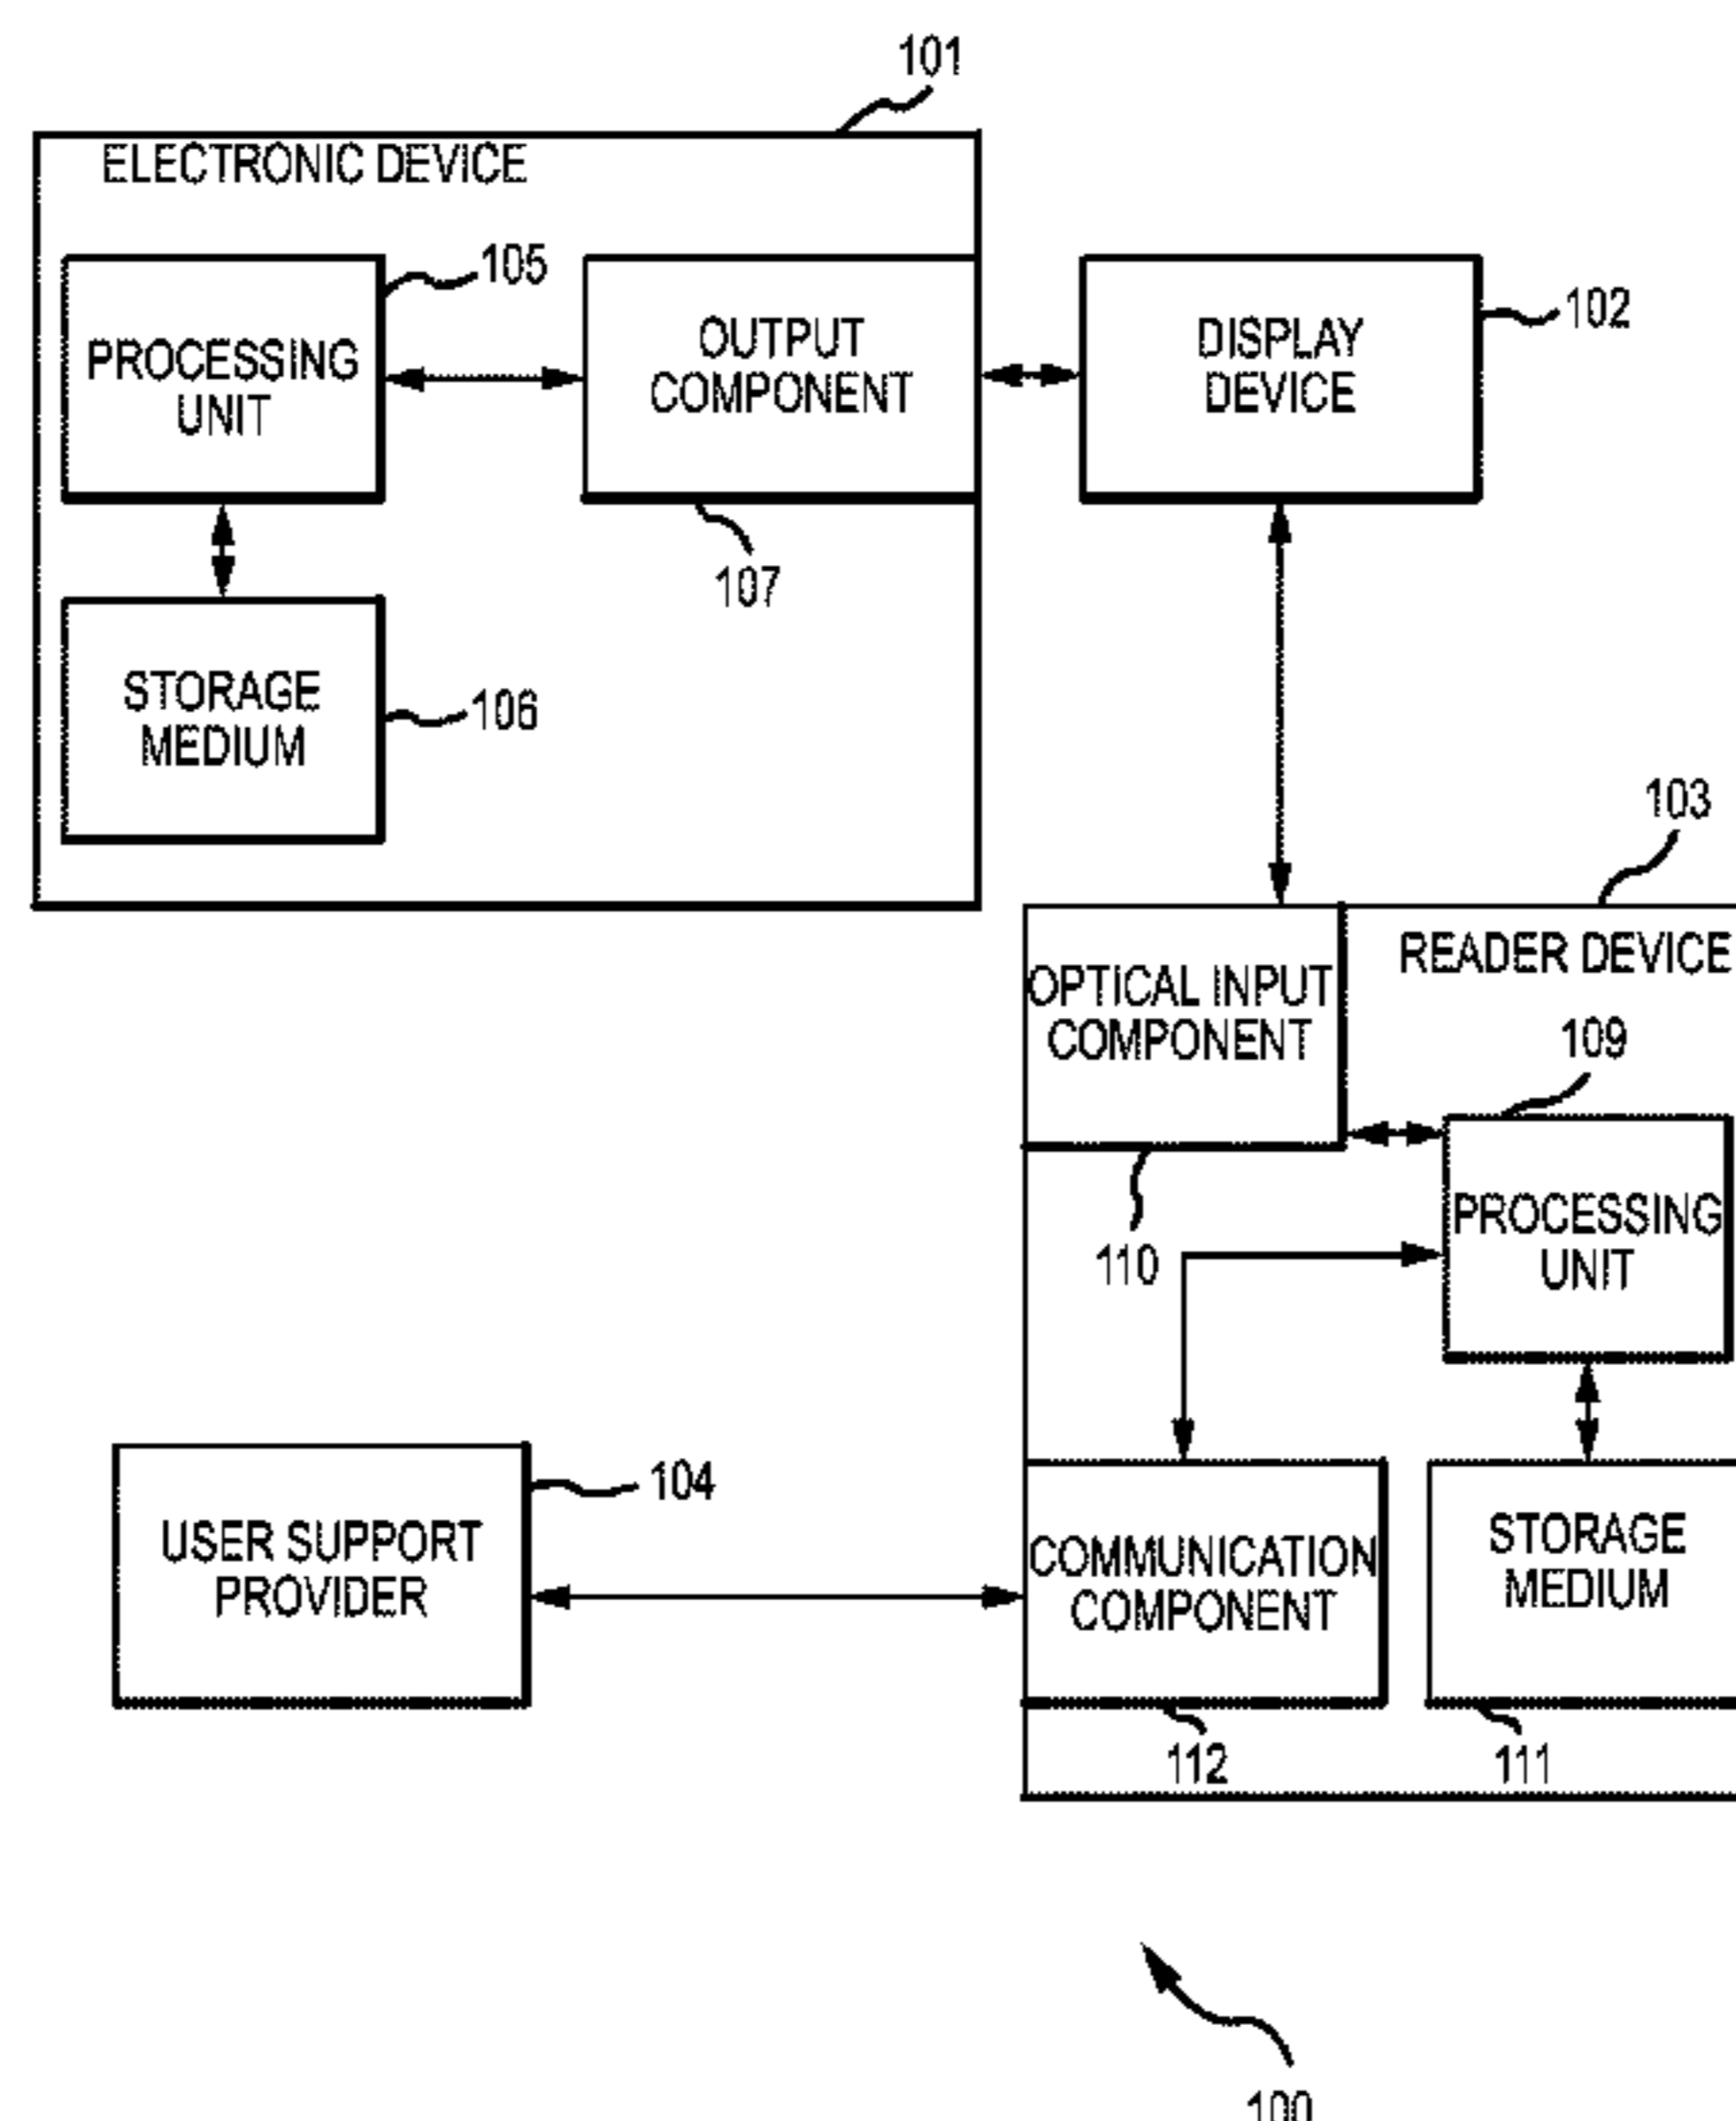 101
ELECTRONIC DEVICE
105
PROCESSING
UNIT
OUTPUT
COMPONENT
107
DISPLAY
DEVICE
102
STORAGE
MEDIUM
106
103
READER DEVICE
OPTICAL INPUT
COMPONENT
109
110
PROCESSING
UNIT
104
USER SUPPORT
PROVIDER
COMMUNICATION
COMPONENT
STORAGE
MEDIUM
112
111
100